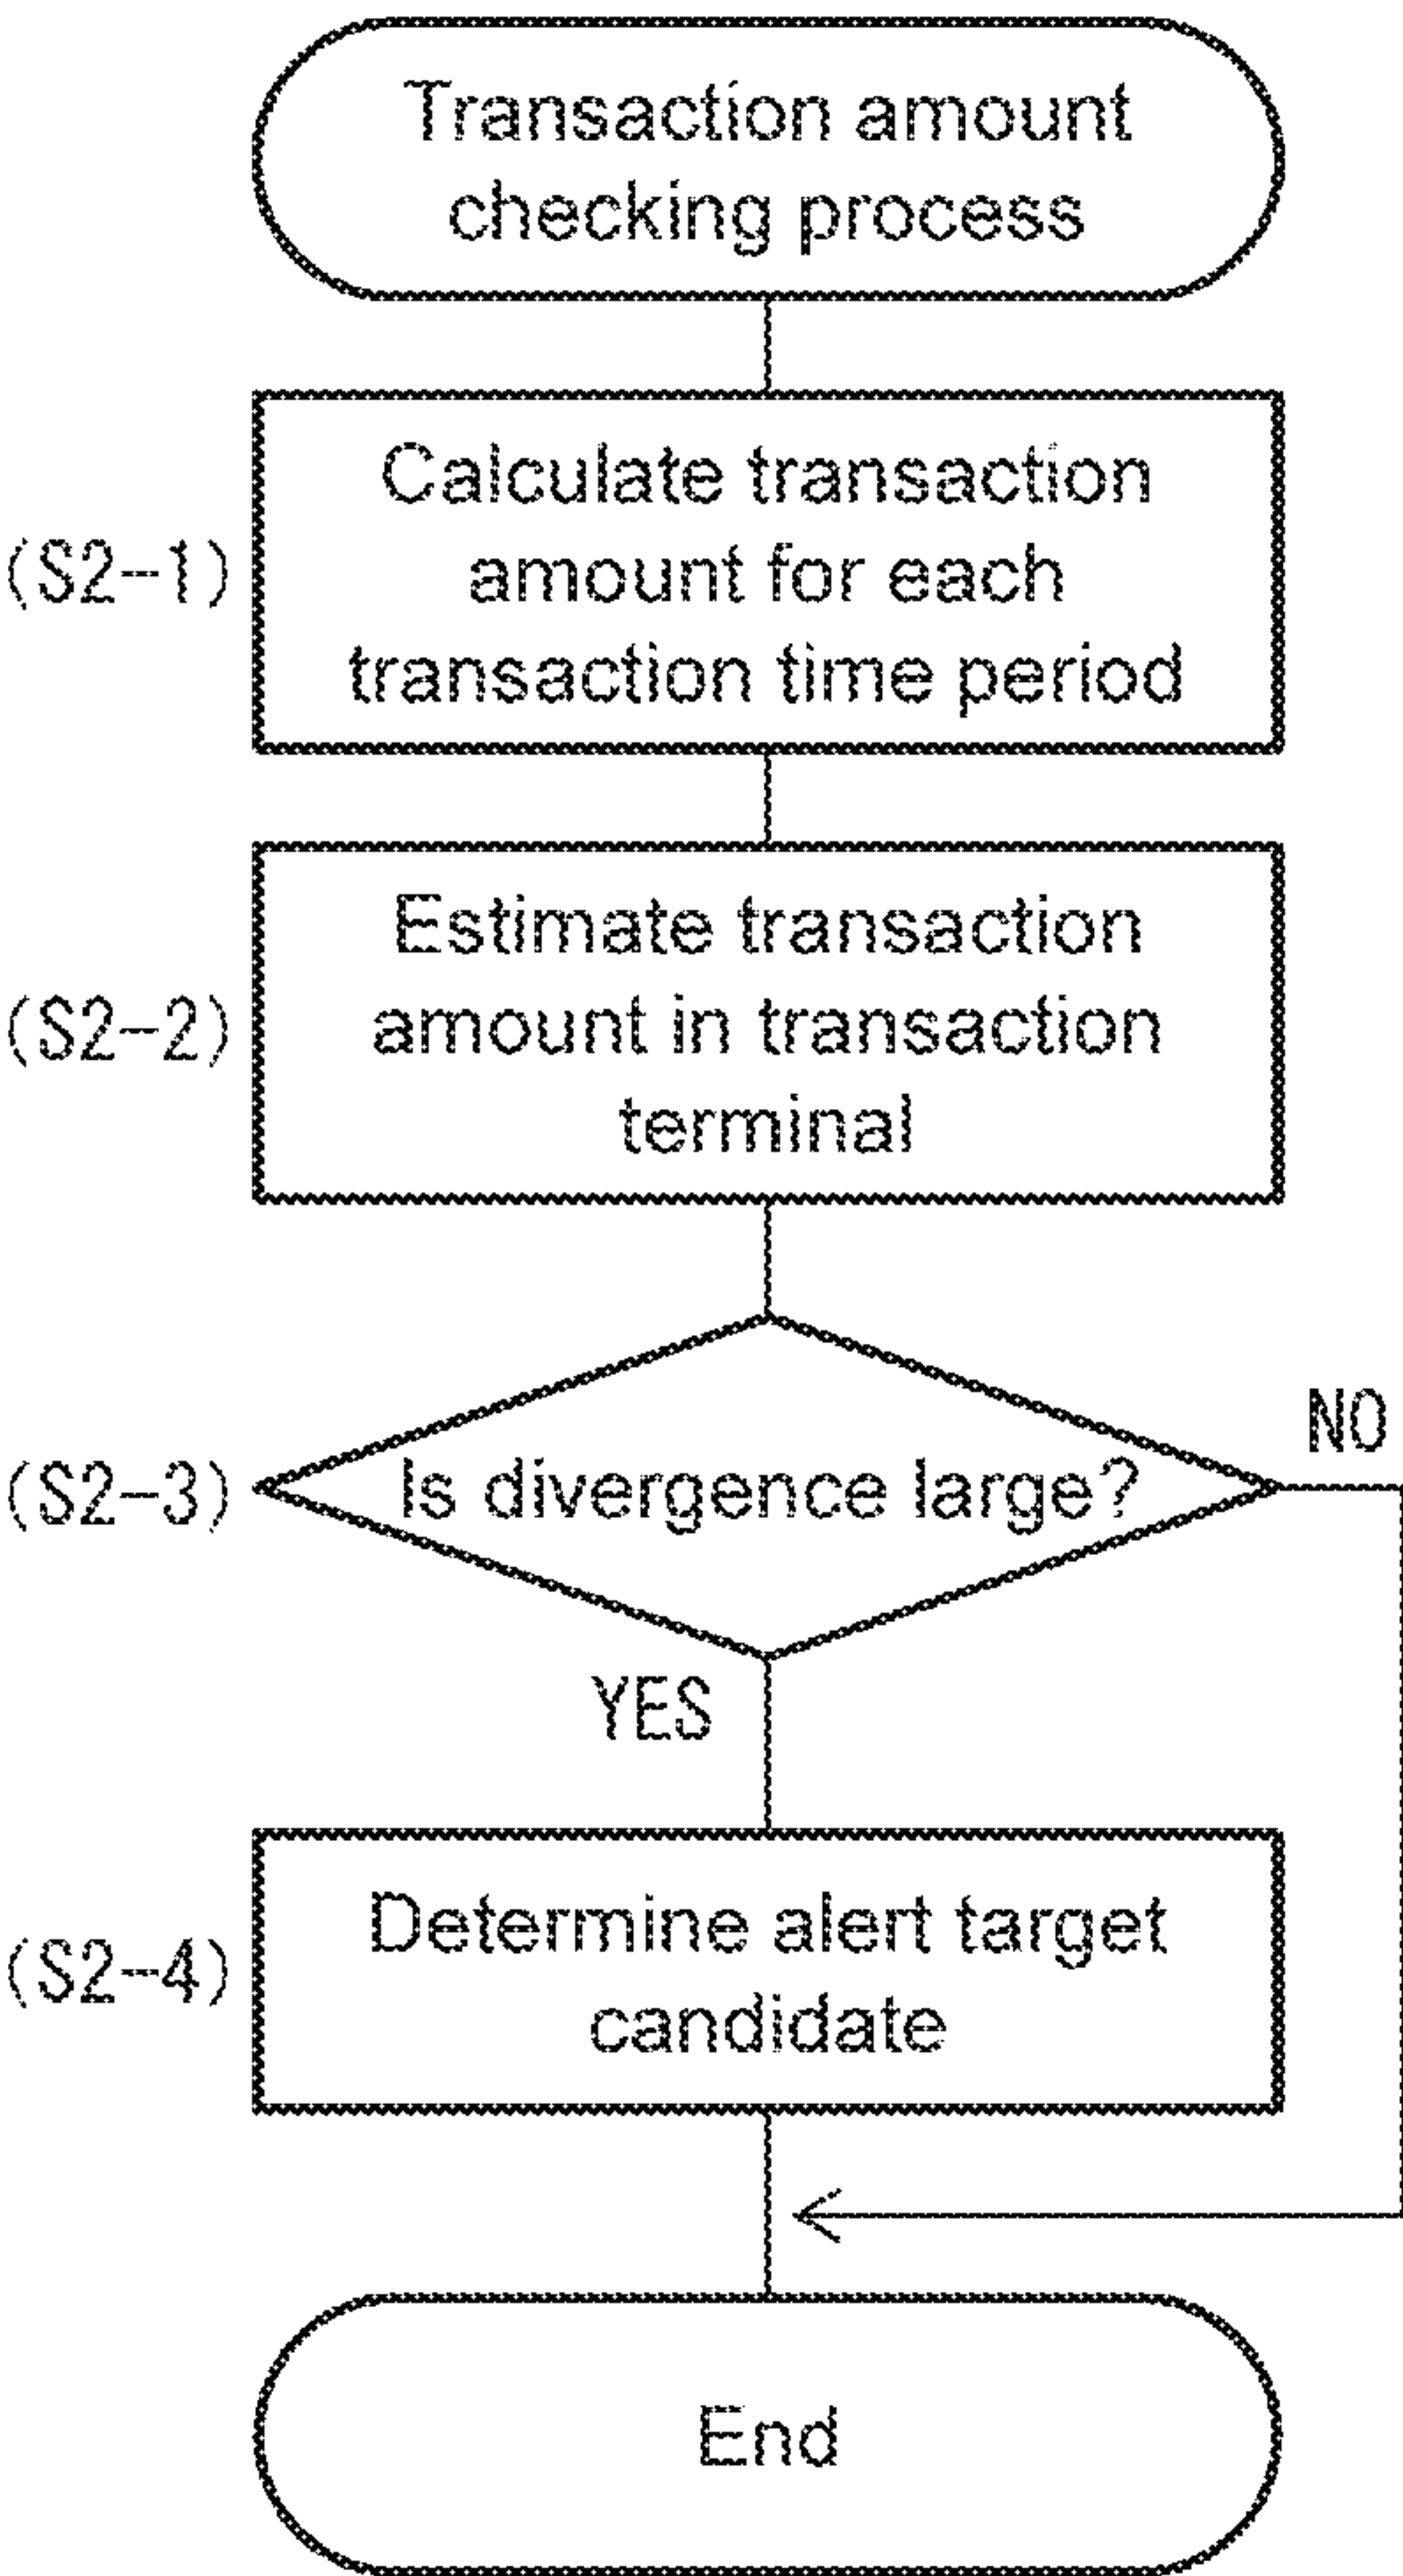 Transaction amount
checking process
(S2-1)
Calculate transaction
amount for each
transaction time period
(S2-2)
Estimate transaction
amount in transaction
terminal
(S2-3)
Is divergence large?
NO
YES
(S2-4)
Determine alert target
candidate
End